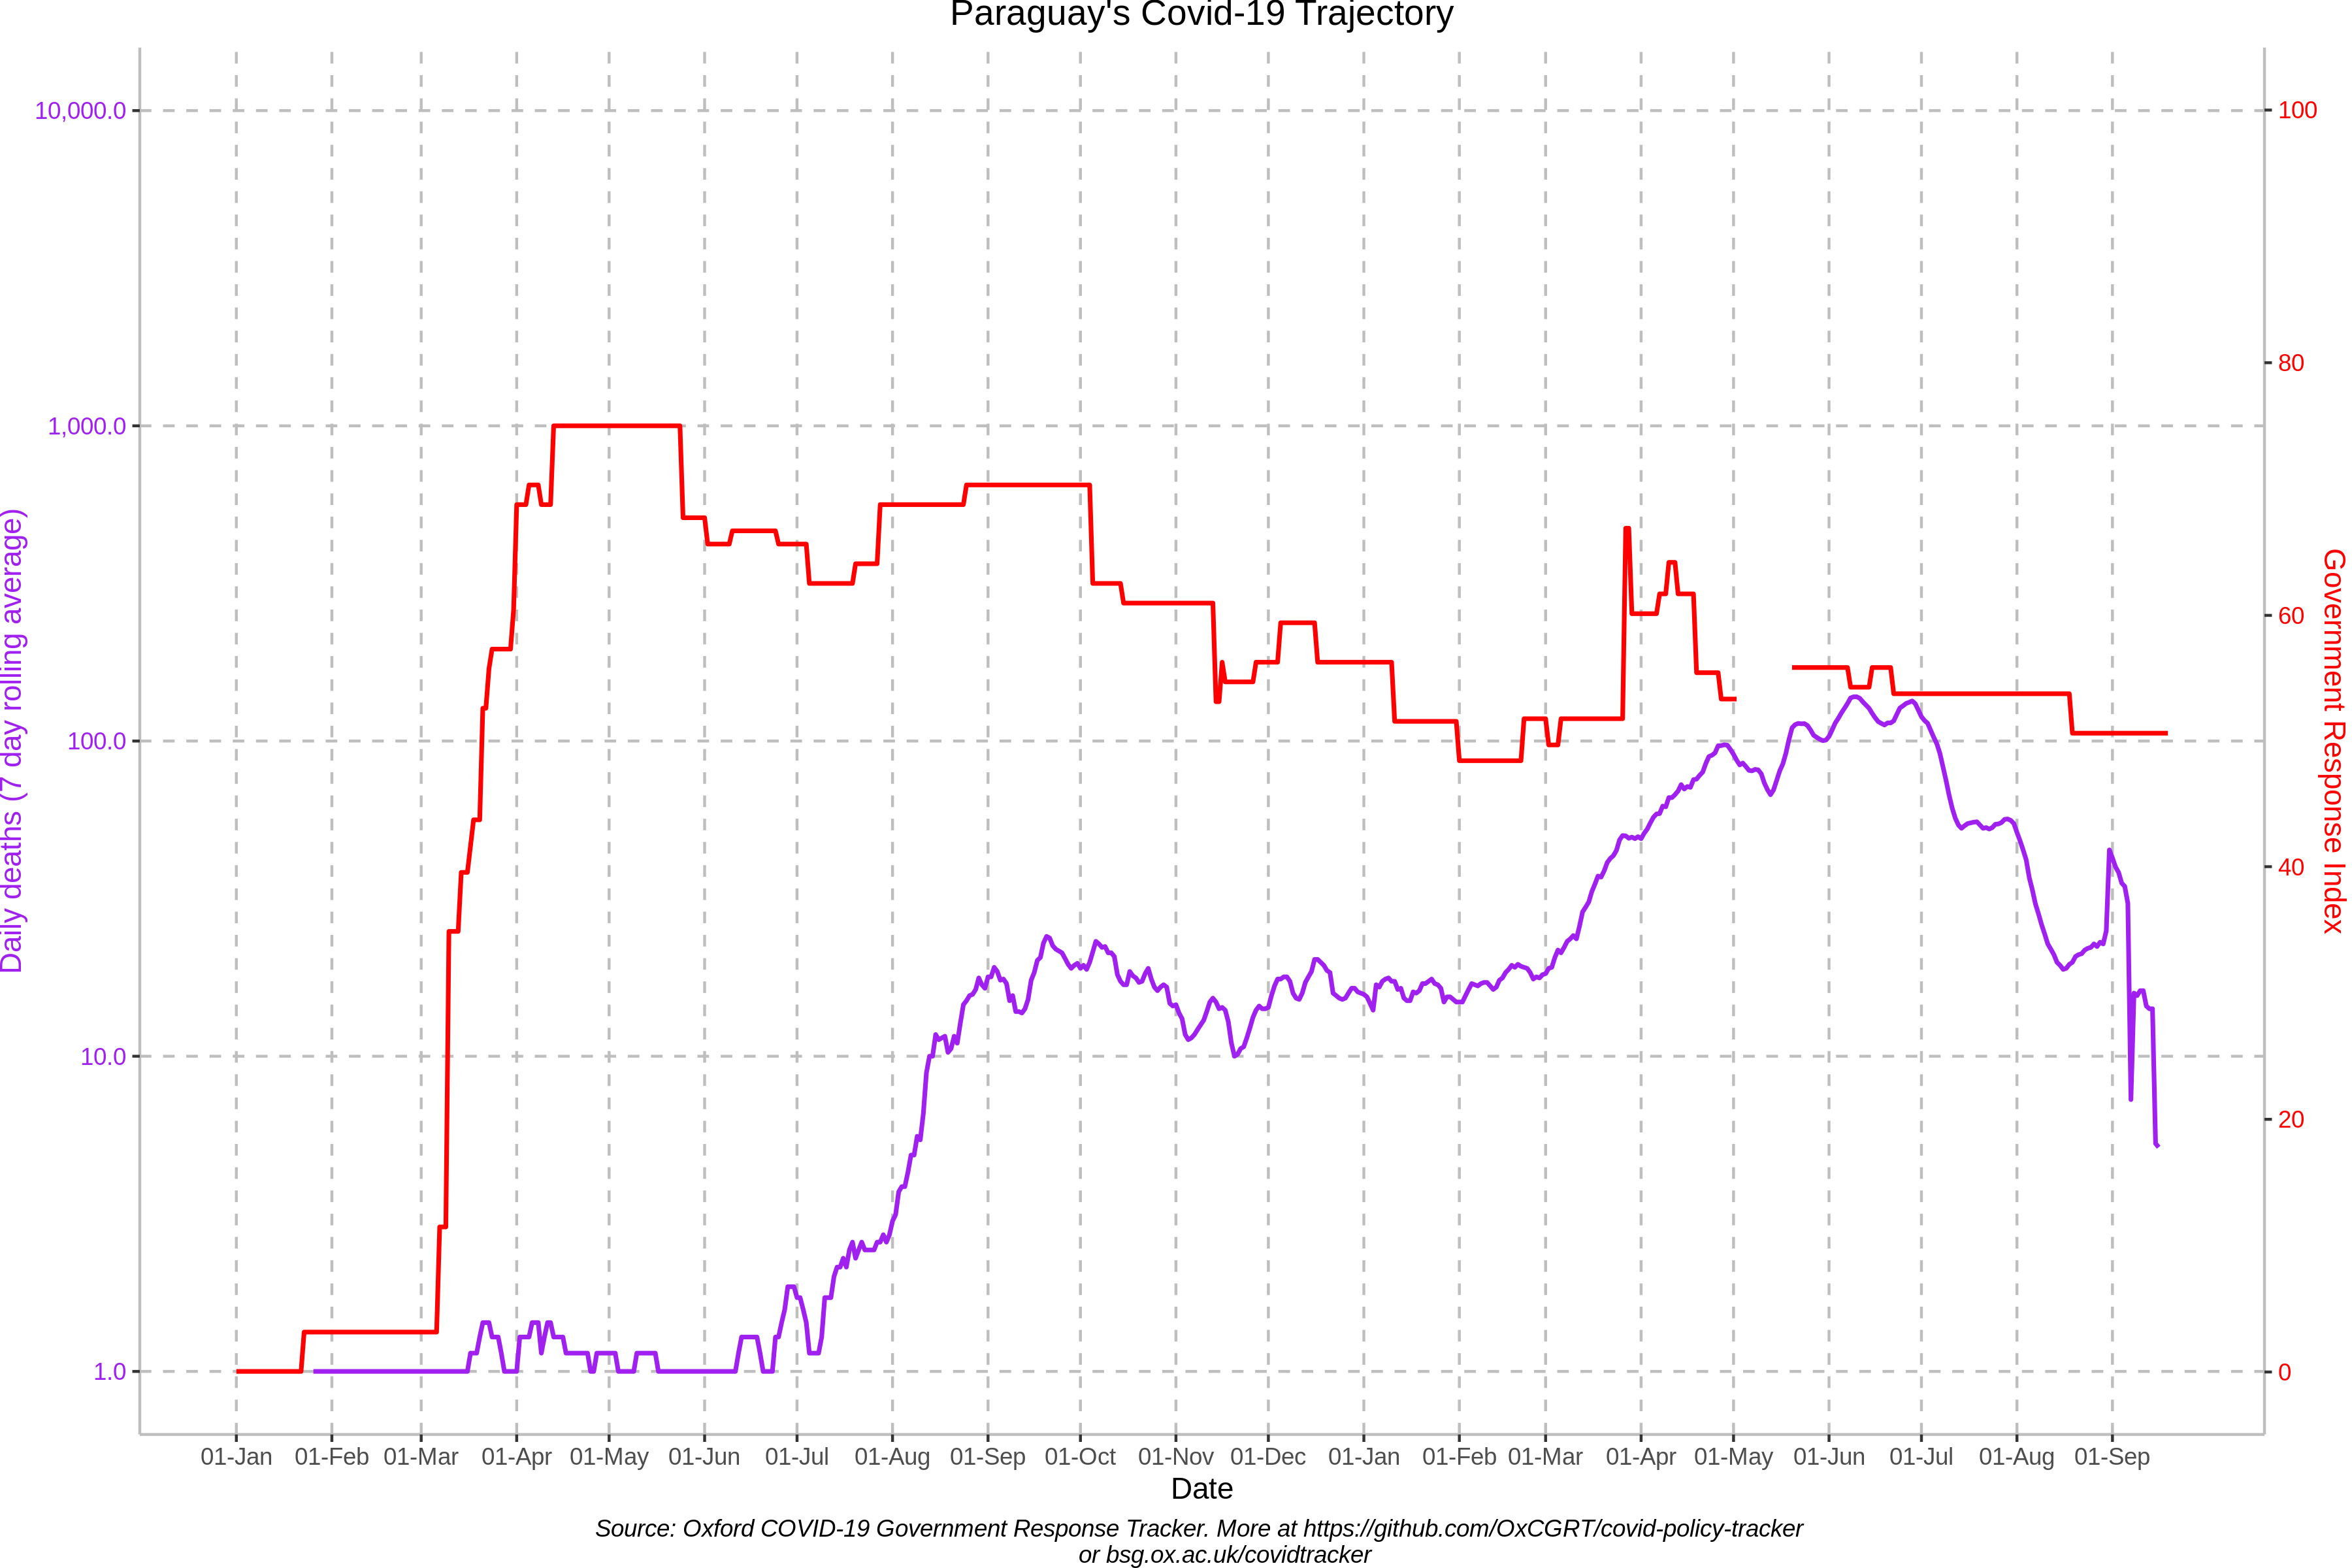 Paraguay's Covid-19 Trajectory
10,000.0
1,000.0
100.0
10.0
1.0
Daily deaths (7 day rolling average)
100
80
60
40
20
0
Government Response Index
01-Jan 01-Feb 01-Mar 01-Apr 01-May 01-Jun 01-Jul 01-Aug 01-Sep 01-Oct 01-Nov 01-Dec 01-Jan 01-Feb 01-Mar 01-Apr 01-May 01-Jun 01-Jul 01-Aug 01-Sep
Date
Source: Oxford COVID-19 Government Response Tracker. More at https://github.com/OxCGRT/covid-policy-tracker
or bsg.ox.ac.uk/covidtracker